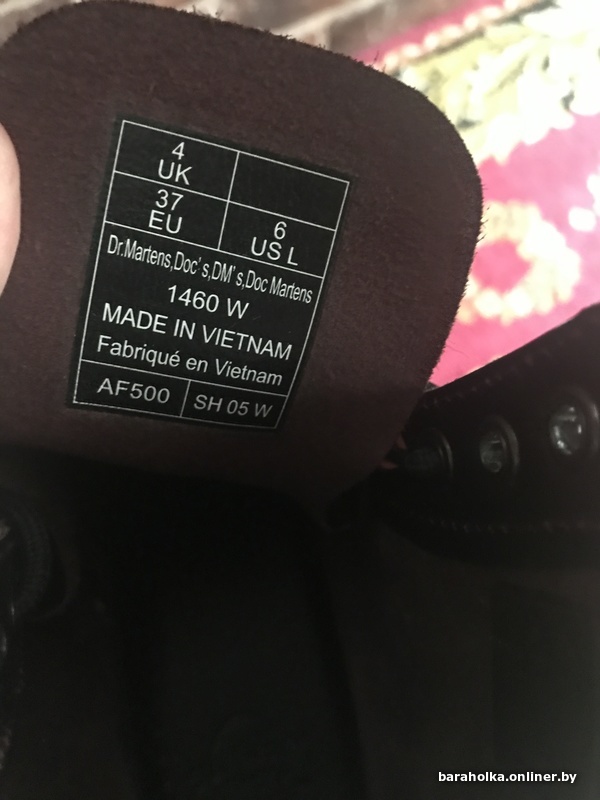 4
UK
37
EU
6
US L
Dr.Martens,Doc's,DM's,Doc Martens
1460 W
MADE IN VIETNAM
Fabriqué en Vietnam
AF500
SH 05 W
baraholka.onliner.by